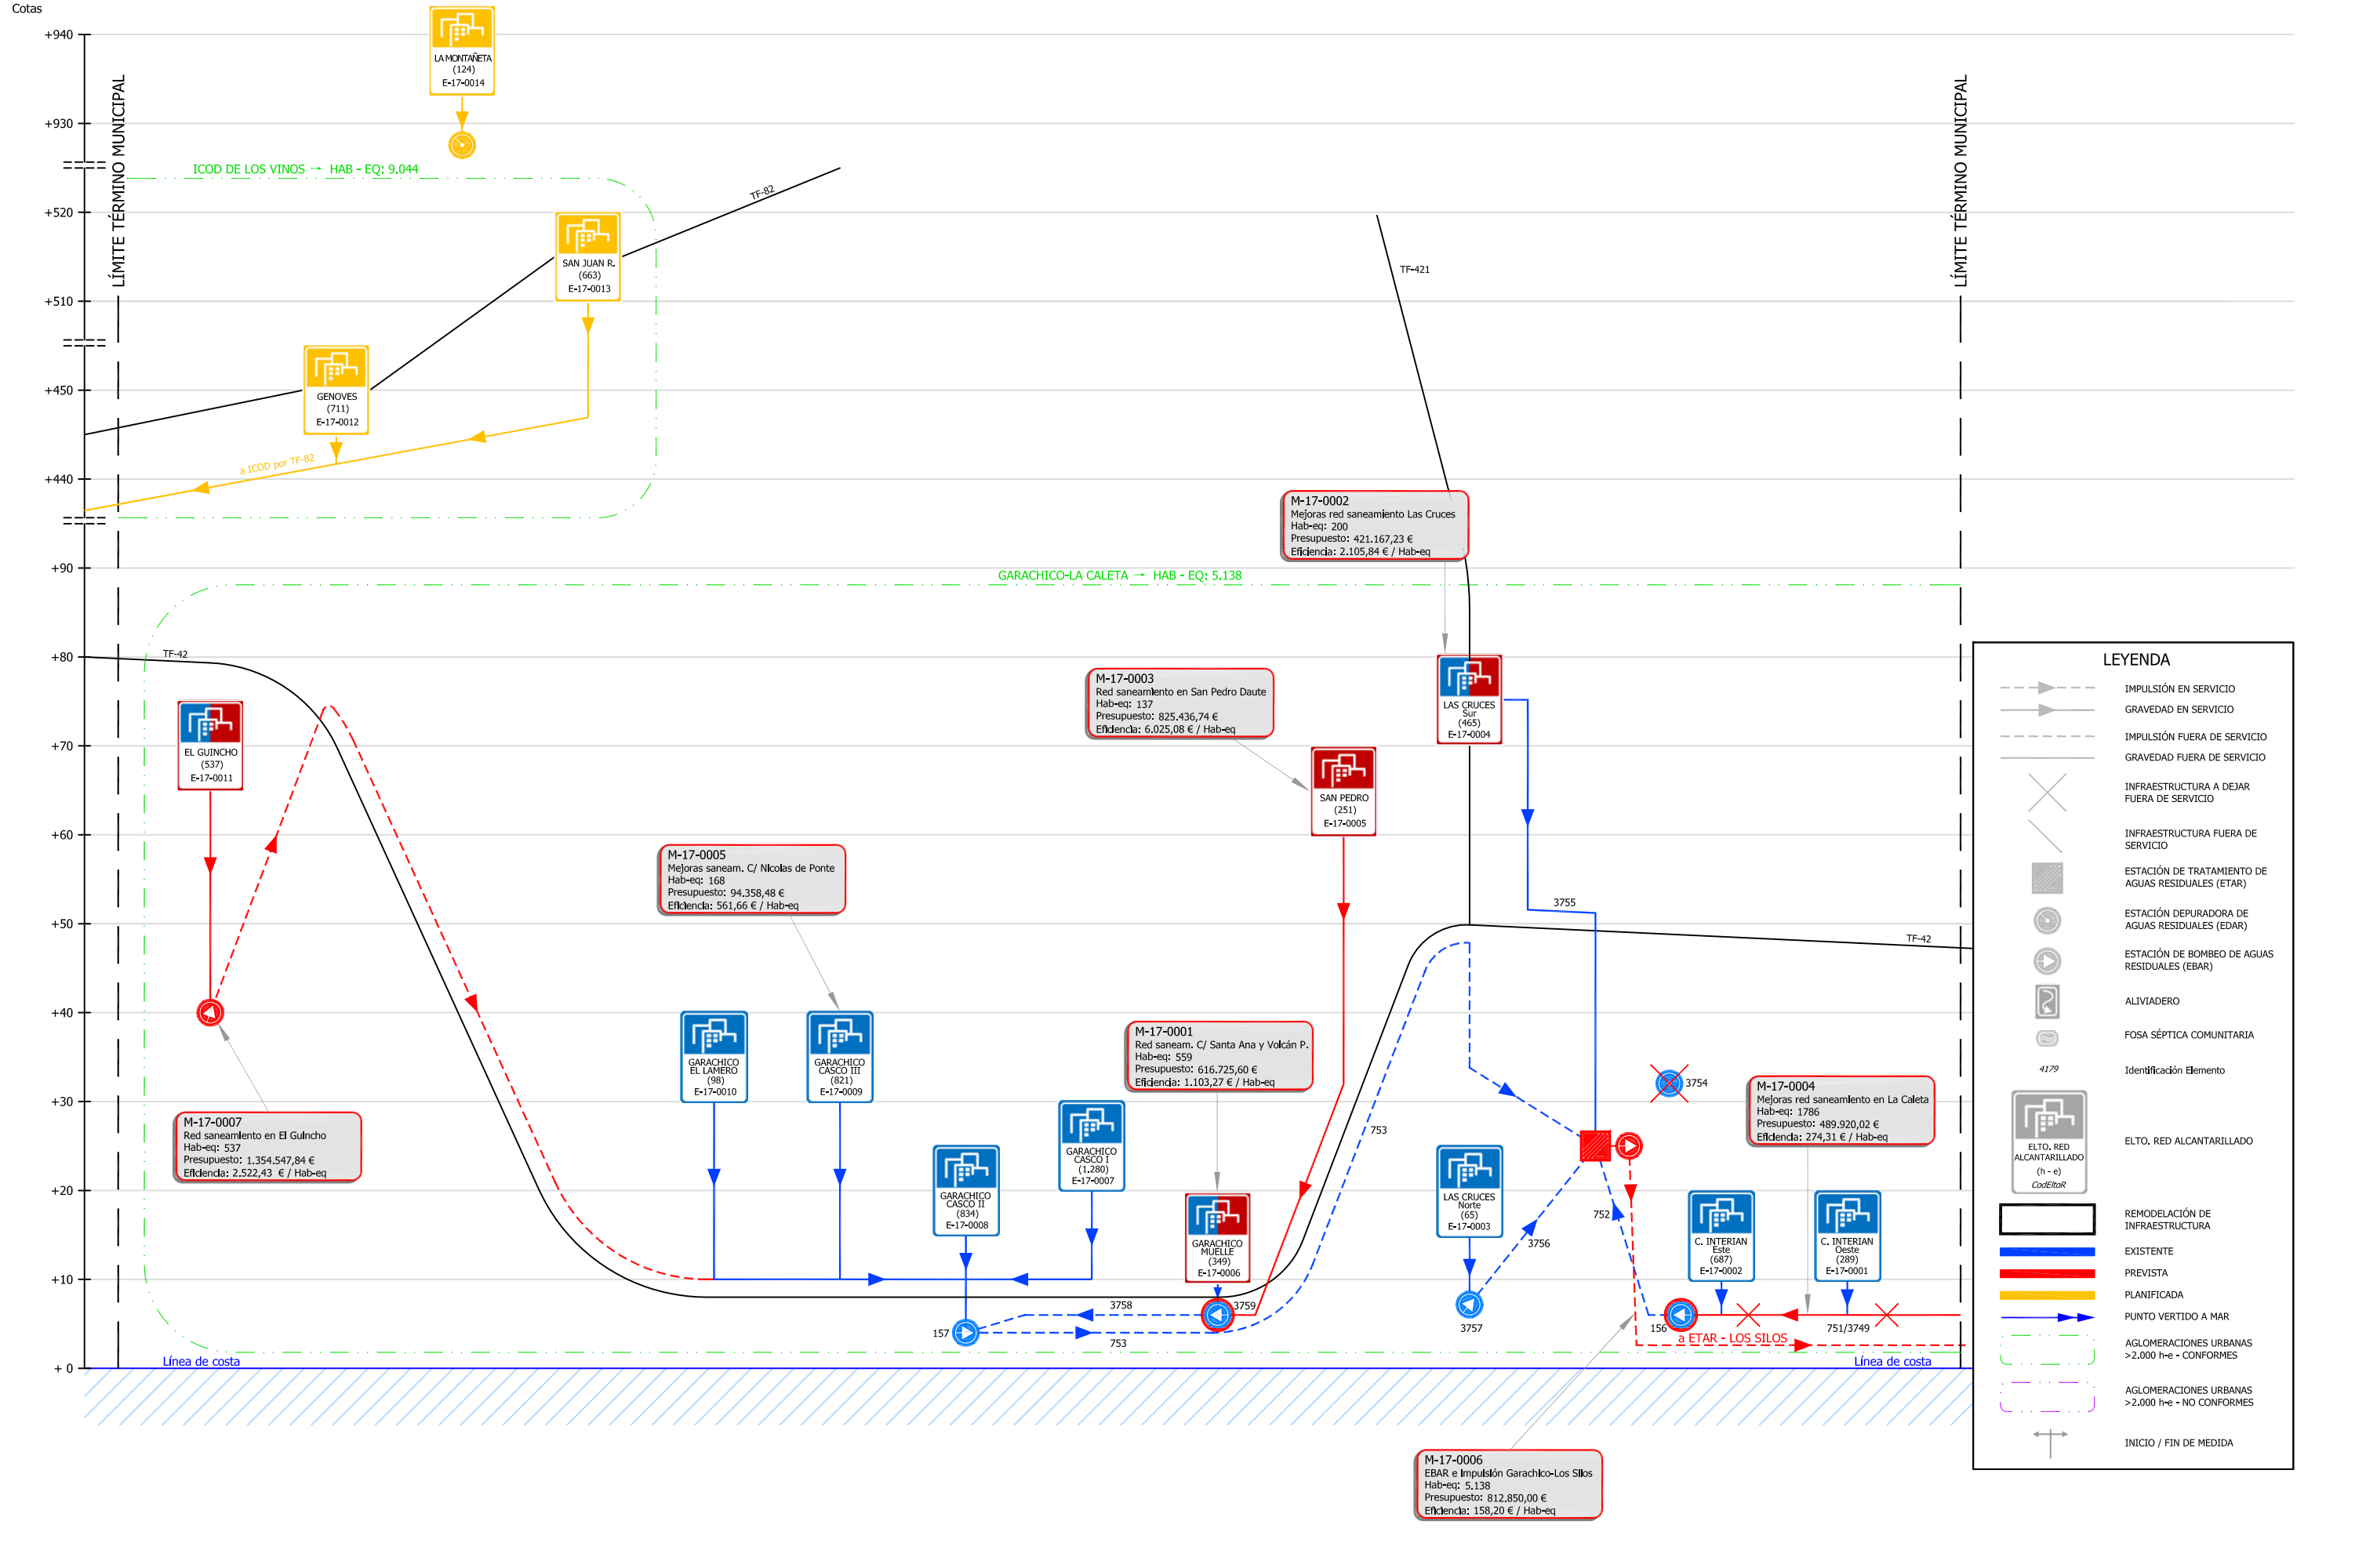 Cotas
+940
+930
+520
+510
+450
+440
+90
+80
+70
+60
+50
+40
+30
+20
+10
+ 0
LÍMITE TÉRMINO MUNICIPAL
LÍMITE TÉRMINO MUNICIPAL
LA MONTAÑETA
(124)
E-17-0014
ICOD DE LOS VINOS → HAB - EQ: 9.044
TF-82
SAN JUAN R.
(663)
E-17-0013
TF-421
GENOVES
(711)
E-17-0012
a ICOD por TF-82
M-17-0002
Mejoras red saneamiento Las Cruces
Hab-eq: 200
Presupuesto: 421.167,23 €
Eficiencia: 2.105,84 € / Hab-eq
GARACHICO-LA CALETA → HAB - EQ: 5.138
TF-42
M-17-0003
Red saneamiento en San Pedro Daute
Hab-eq: 137
Presupuesto: 825.436,74 €
Eficiencia: 6.025,08 € / Hab-eq
LAS CRUCES
Sur
(465)
E-17-0004
EL GUINCHO
(537)
E-17-0011
SAN PEDRO
(251)
E-17-0005
M-17-0005
Mejoras saneam. C/ Nicolas de Ponte
Hab-eq: 168
Presupuesto: 94.358,48 €
Eficiencia: 561,66 € / Hab-eq
3755
TF-42
GARACHICO
EL LAMERO
(98)
E-17-0010
GARACHICO
CASCO III
(821)
E-17-0009
M-17-0001
Red saneam. C/ Santa Ana y Volcán P.
Hab-eq: 559
Presupuesto: 616.725,60 €
Eficiencia: 1.103,27 € / Hab-eq
3754
M-17-0004
Mejoras red saneamiento en La Caleta
Hab-eq: 1786
Presupuesto: 489.920,02 €
Eficiencia: 274,31 € / Hab-eq
M-17-0007
Red saneamiento en El Guincho
Hab-eq: 537
Presupuesto: 1.354.547,84 €
Eficiencia: 2.522,43 € / Hab-eq
753
GARACHICO
CASCO I
(1.280)
E-17-0007
GARACHICO
CASCO II
(834)
E-17-0008
GARACHICO
MUELLE
(349)
E-17-0006
LAS CRUCES
Norte
(65)
E-17-0003
752
3756
C. INTERIAN
Este
(687)
E-17-0002
C. INTERIAN
Oeste
(289)
E-17-0001
3758
3759
157
753
3757
156
751/3749
a ETAR - LOS SILOS
Línea de costa
Línea de costa
M-17-0006
EBAR e Impulsión Garachico-Los Silos
Hab-eq: 5.138
Presupuesto: 812.850,00 €
Eficiencia: 158,20 € / Hab-eq
LEYENDA
IMPULSIÓN EN SERVICIO
GRAVEDAD EN SERVICIO
IMPULSIÓN FUERA DE SERVICIO
GRAVEDAD FUERA DE SERVICIO
INFRAESTRUCTURA A DEJAR
FUERA DE SERVICIO
INFRAESTRUCTURA FUERA DE
SERVICIO
ESTACIÓN DE TRATAMIENTO DE
AGUAS RESIDUALES (ETAR)
ESTACIÓN DEPURADORA DE
AGUAS RESIDUALES (EDAR)
ESTACIÓN DE BOMBEO DE AGUAS
RESIDUALES (EBAR)
ALIVIADERO
FOSA SÉPTICA COMUNITARIA
4179
Identificación Elemento
ELTO. RED
ALCANTARILLADO
(h - e)
CodEltoR
ELTO. RED ALCANTARILLADO
REMODELACIÓN DE
INFRAESTRUCTURA
EXISTENTE
PREVISTA
PLANIFICADA
PUNTO VERTIDO A MAR
AGLOMERACIONES URBANAS
>2.000 h-e - CONFORMES
AGLOMERACIONES URBANAS
>2.000 h-e - NO CONFORMES
INICIO / FIN DE MEDIDA